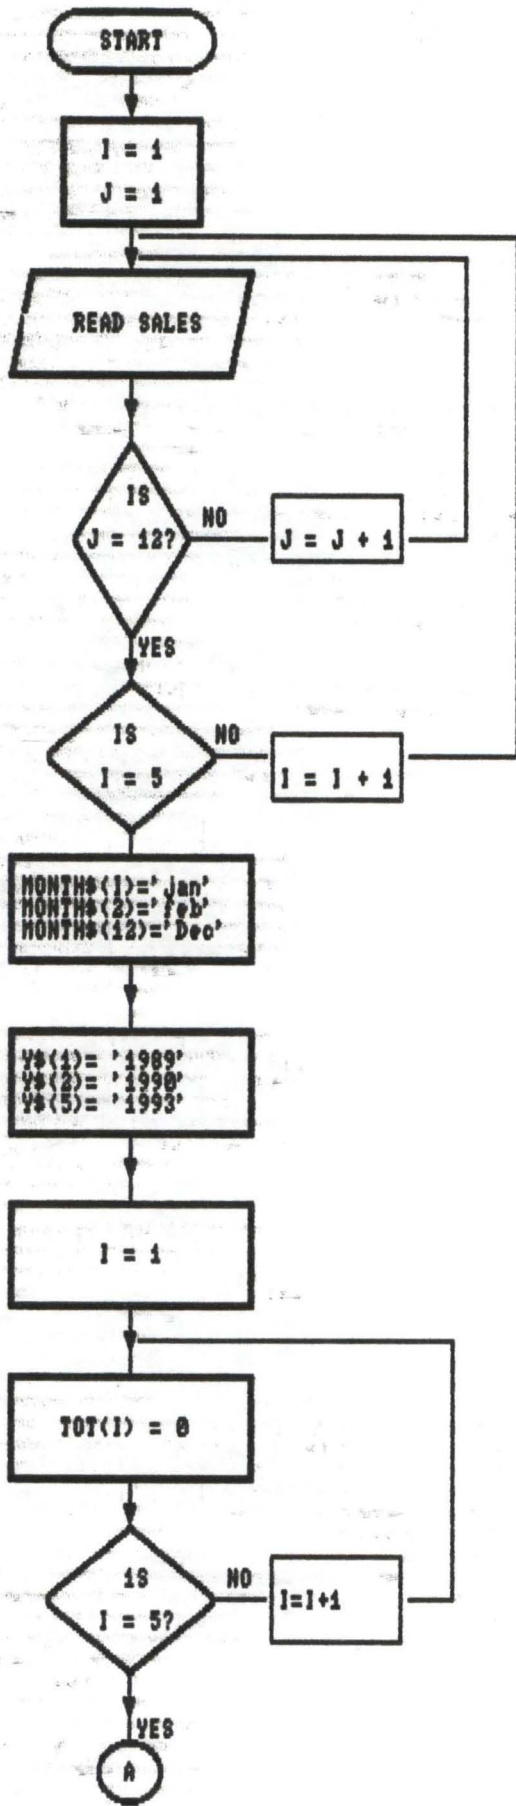 START
I = 1
J = 1
READ SALES
IS
J = 12?
NO
J = J + 1
YES
IS
I = 5
NO
I = I + 1
MONTH$(1)='Jan'
MONTH$(2)='feb'
MONTH$(12)='Dec'
Y$(1)= '1989'
Y$(2)= '1990'
Y$(5)= '1993'
I = 1
TOT(I) = 0
iS
I = 5?
NO
I=I+1
YES
A